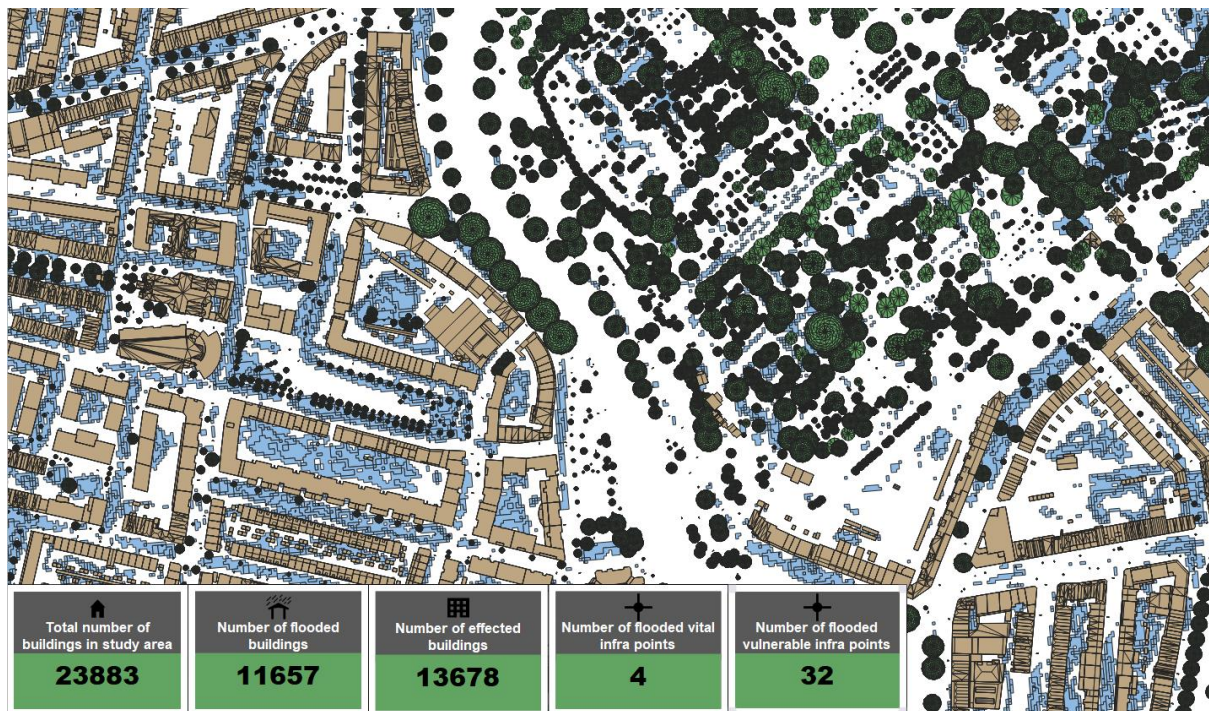 Total number of
buildings in study area
23883
Number of flooded
buildings
11657
Number of effected
buildings
13678
Number of flooded vital
infra points
4
Number of flooded
vulnerable infra points
32